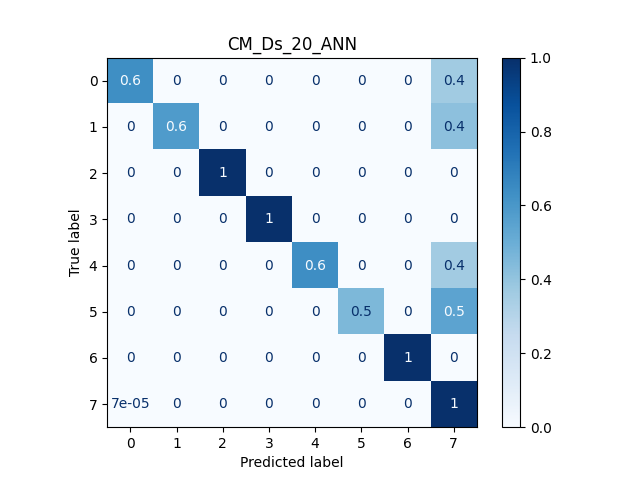 CM_Ds_20_ANN
0 0.6 0 0 0 0 0 0 0.4 1.0
1 0 0.6 0 0 0 0 0 0.4
2 0 0 1 0 0 0 0 0 0.8
3 0 0 0 1 0 0 0 0 0.6
4 0 0 0 0 0.6 0 0 0.4 0.4
5 0 0 0 0 0 0.5 0 0.5
6 0 0 0 0 0 0 1 0 0.2
7 7e-05 0 0 0 0 0 0 1 0.0
0 1 2 3 4 5 6 7
Predicted label
True label